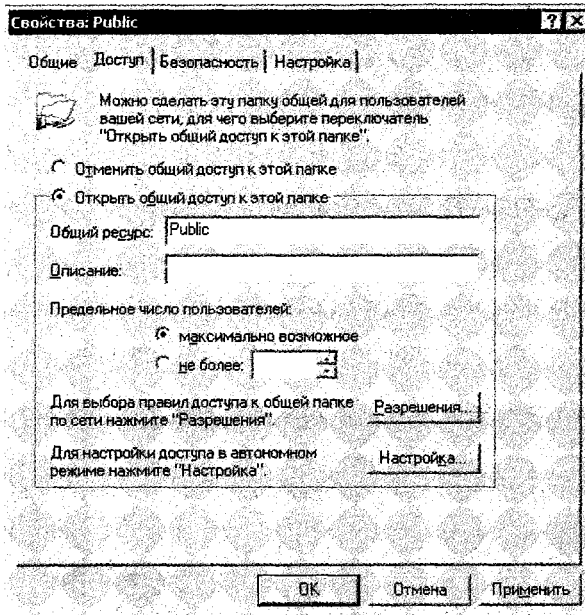 Свойства: Public
Общие Доступ Безопасность Настройка
Можно сделать эту папку общей для пользователей
вашей сети, для чего выберите переключатель
"Открыть общий доступ к этой папке".
Отменить общий доступ к этой папке
Открыть общий доступ к этой папке
Общий ресурс: Public
Описание:
Предельное число пользователей:
максимально возможное
не более:
Для выбора правил доступа к общей папке
по сети нажмите "Разрешения".
Разрешения...
Для настройки доступа в автономном
режиме нажмите "Настройка".
Настройка...
OK Отмена Применить